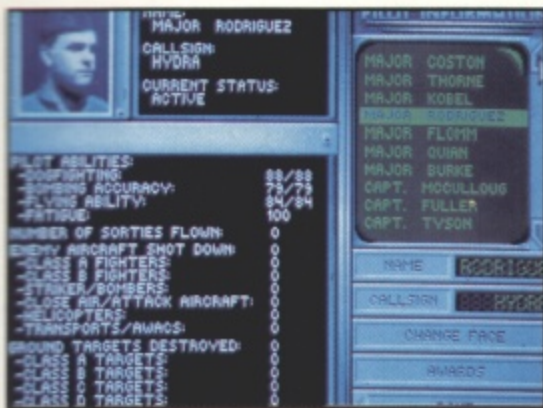 NAME:
MAJOR RODRIGUEZ
CALLSIGN:
HYDRA
CURRENT STATUS:
ACTIVE
PILOT ABILITIES:
-DOGFIGHTING: 88/88
-BOMBING ACCURACY: 79/79
-FLYING ABILITY: 84/84
-FATIGUE: 100
NUMBER OF SORTIES FLOWN: 0
ENEMY AIRCRAFT SHOT DOWN: 0
-CLASS A FIGHTERS: 0
-CLASS B FIGHTERS: 0
-STRIKER/BOMBERS: 0
-CLOSE AIR/ATTACK AIRCRAFT: 0
-HELICOPTERS: 0
-TRANSPORTS/AWACS: 0
GROUND TARGETS DESTROYED: 0
-CLASS A TARGETS: 0
-CLASS B TARGETS: 0
-CLASS C TARGETS: 0
-CLASS D TARGETS: 0
PILOT INFORMATION
MAJOR COSTON
MAJOR THORNE
MAJOR KOBEL
MAJOR RODRIGUEZ
MAJOR FLOMM
MAJOR QUIAN
MAJOR BURKE
CAPT. MCCULLOUG
CAPT. FULLER
CAPT. TYSON
NAME RODRIGUE
CALLSIGN HYDRA
CHANGE FACE
AWARDS